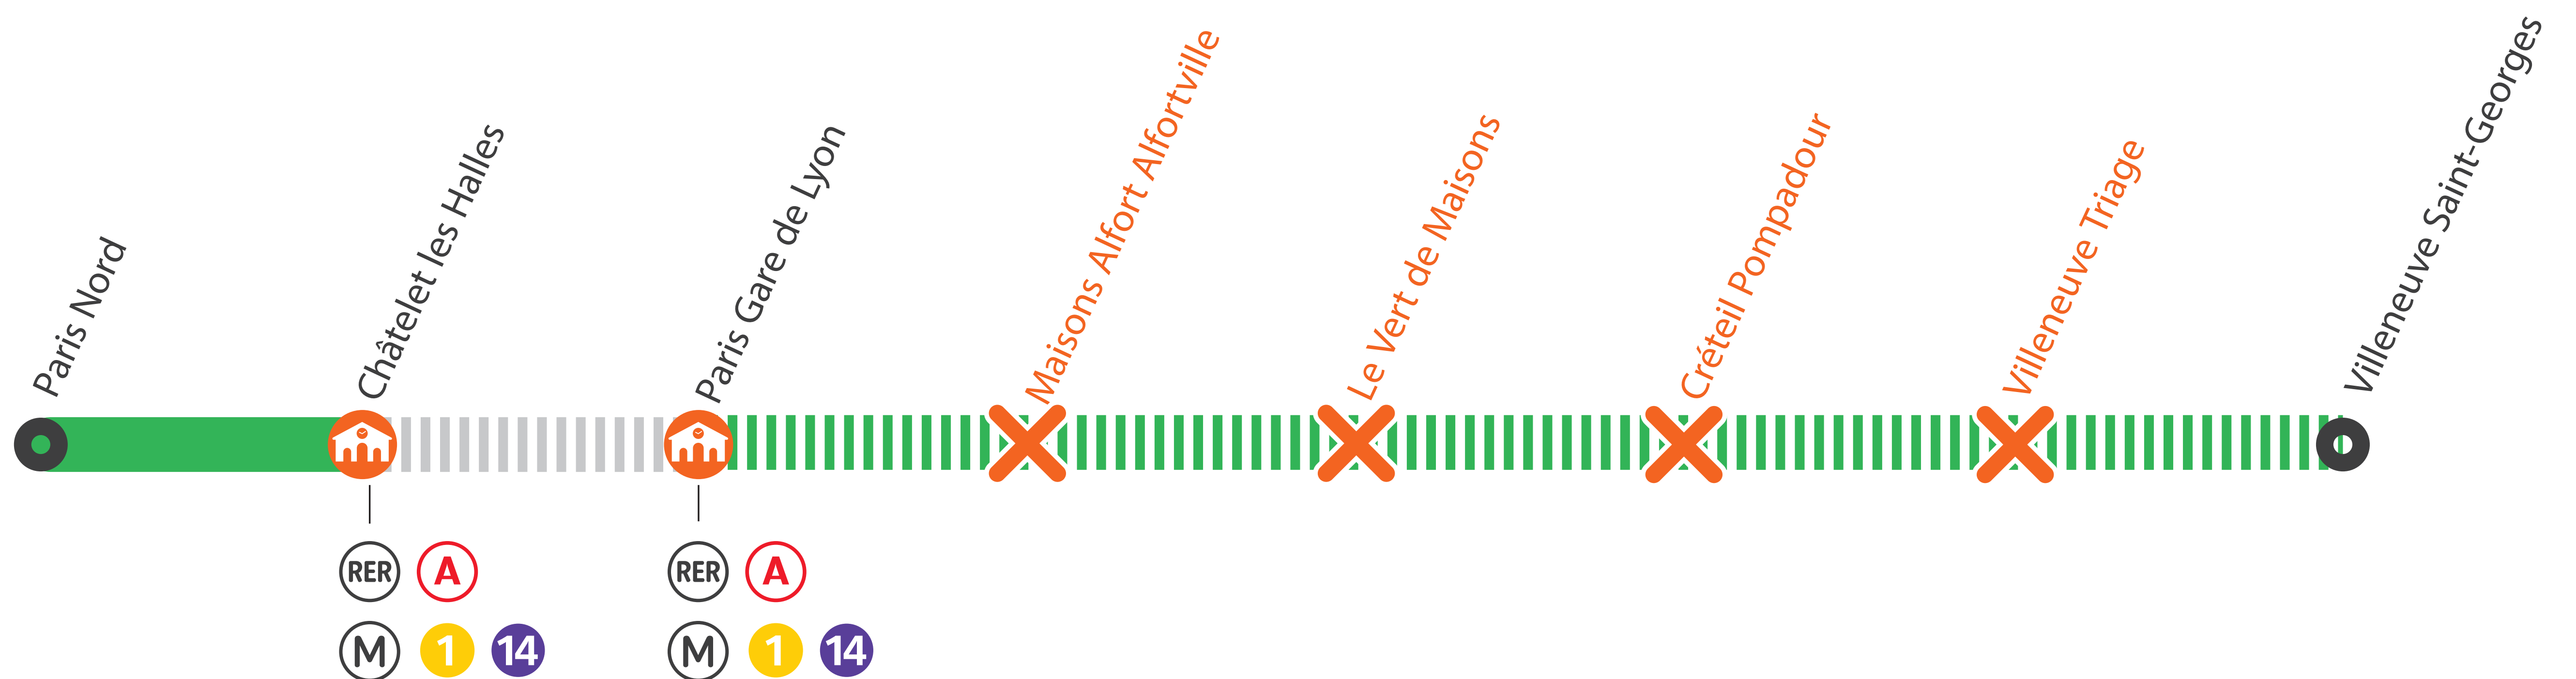 Paris Nord
Châtelet les Halles
Paris Gare de Lyon
Maisons Alfort Alfortville
Le Vert de Maisons
Créteil Pompadour
Villeneuve Triage
Villeneuve Saint-Georges
RER A
M 1 14
RER A
M 1 14